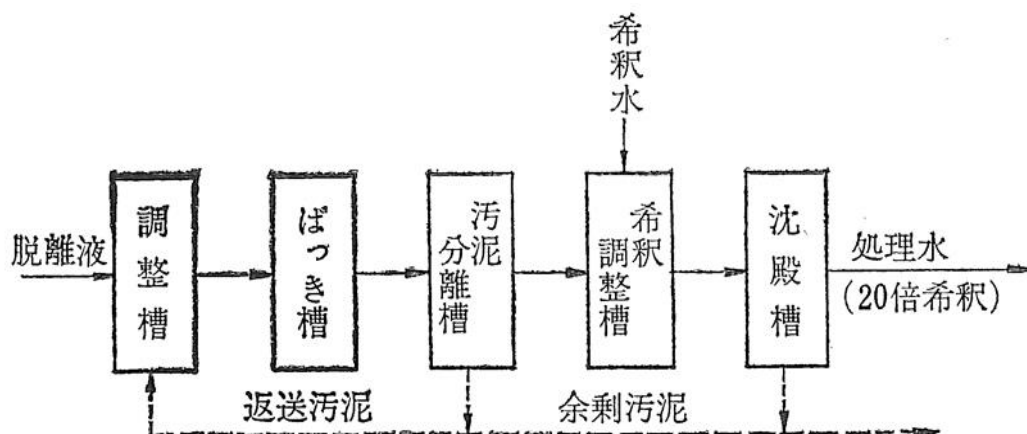 希釈水
脱離液
調整槽
ばっき槽
汚泥
分離槽
希釈
調整槽
沈殿槽
処理水
(20倍希釈)
返送汚泥
余剰汚泥